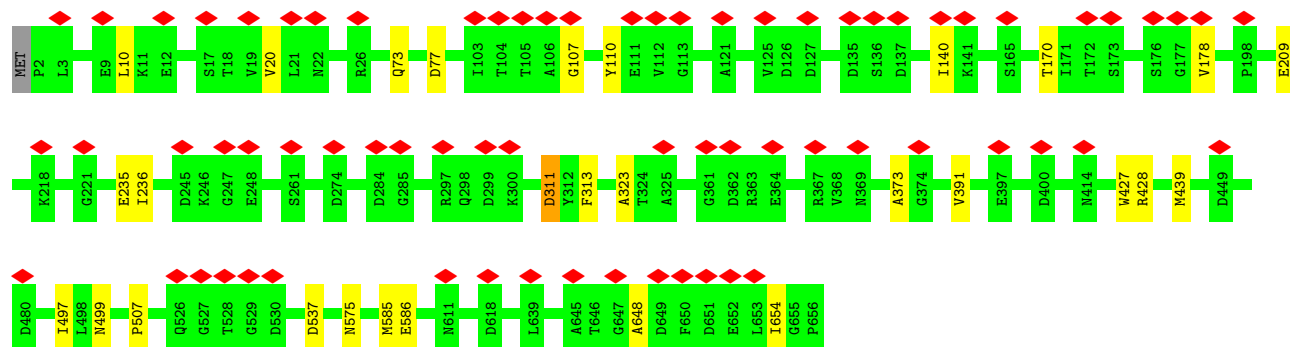 MET P2 L3 E9 L10 K11 E12 S17 T18 V19 V20 L21 N22 R26 Q73 D77 I103 T104 T105 A106 G107 Y110 E111 V112 G113 A121 V125 D126 D127 D135 S136 D137 I140 K141 S165 T170 I171 T172 S173 S176 G177 V178 P198 E209
K218 G221 E235 I236 D245 K246 G247 E248 S261 D274 D284 G285 R297 Q298 D299 K300 D311 Y312 F313 A323 T324 A325 G361 D362 R363 E364 R367 V368 N369 A373 G374 V391 E397 D400 N414 W427 R428 M439 D449
D480 I497 L498 N499 P507 Q526 G527 T528 G529 D530 D537 N575 M585 E586 N611 D618 L639 A645 T646 G647 A648 D649 F650 D651 E652 L653 I654 G655 P656